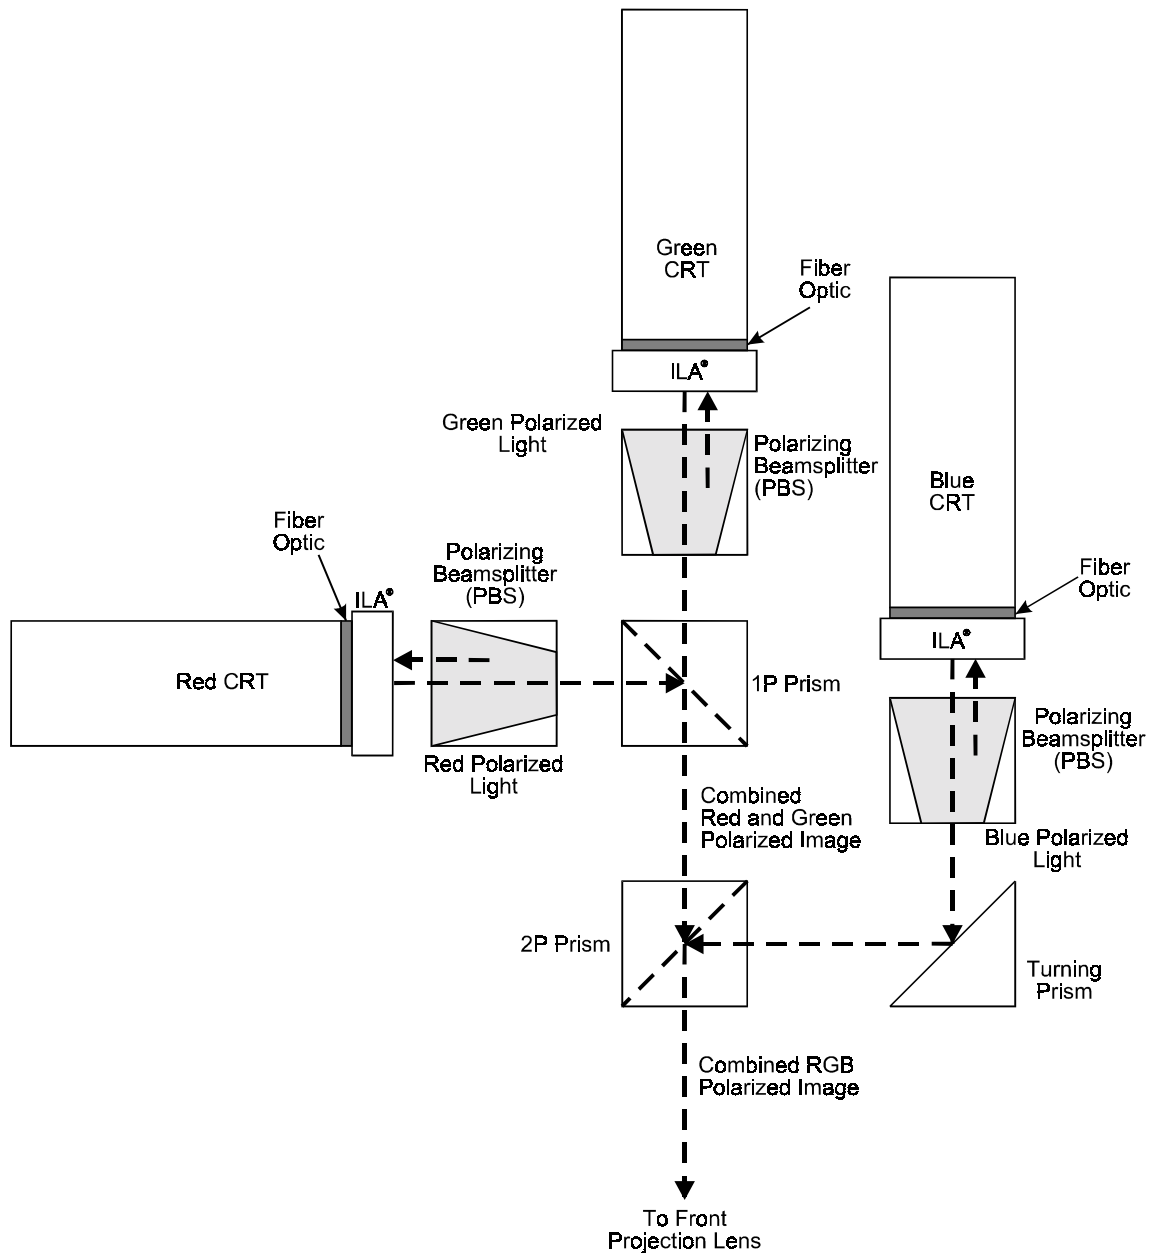 Green
CRT
Fiber
Optic
ILA®
Green Polarized
Light
Polarizing
Beamsplitter
(PBS)
Blue
CRT
Fiber
Optic
Polarizing
Beamsplitter
(PBS)
Fiber
Optic
ILA®
ILA®
Red CRT
1P Prism
Polarizing
Beamsplitter
(PBS)
Red Polarized
Light
Combined
Red and Green
Polarized Image
Blue Polarized
Light
2P Prism
Turning
Prism
Combined RGB
Polarized Image
To Front
Projection Lens